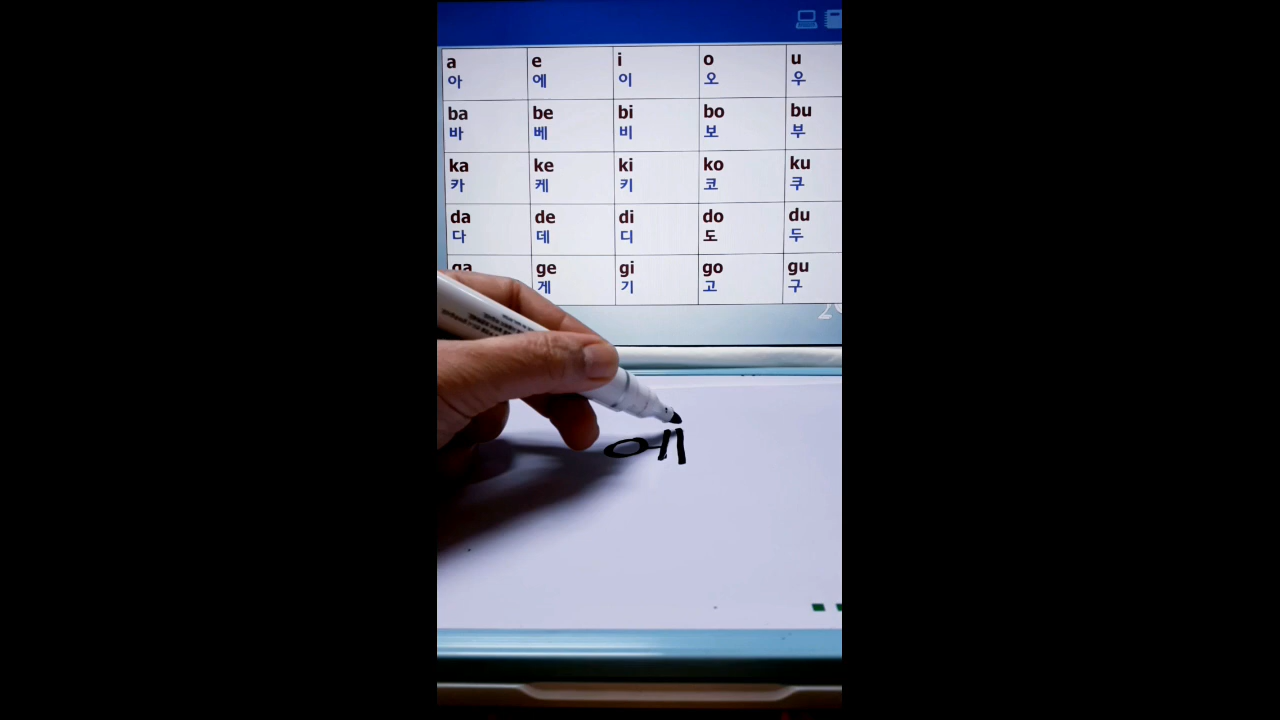 a e i o u
아 에 이 오 우
ba be bi bo bu
바 베 비 보 부
ka ke ki ko ku
카 케 키 코 쿠
da de di do du
다 데 디 도 두
ge gi go gu
게 기 고 구
에